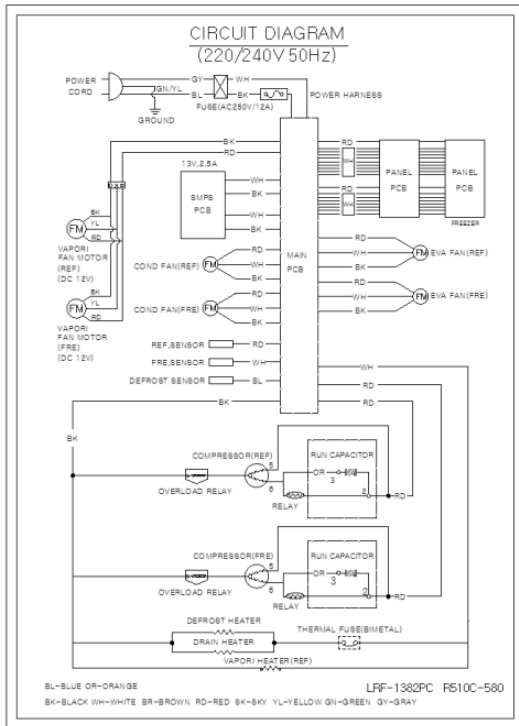 CIRCUIT DIAGRAM
(220/240V 50Hz)
POWER
CORD
GY
WH
GN/YL
BL
BK
POWER HARNESS
FUSE(AC250V/12A)
GROUND
BK
RD
13V,2.5A
SMPS
PCB
WH
BK
WH
BK
MAIN
PCB
RD
WH
RD
WH
PANEL
PCB
PANEL
PCB
FREEZER
BK
YL
RD
FM
VAPORI
FAN MOTOR
(REF)
(DC 12V)
BK
YL
RD
FM
VAPORI
FAN MOTOR
(FRE)
(DC 12V)
COND FAN(REF)
FM
RD
WH
BK
COND FAN(FRE)
FM
RD
WH
BK
RD
WH
BK
FM
EVA FAN(REF)
RD
WH
BK
FM
EVA FAN(FRE)
REF,SENSOR
RD
FRE,SENSOR
WH
DEFROST SENSOR
BL
WH
RD
RD
BK
BK
COMPRESSOR(REF)
5
6
OVERLOAD RELAY
RELAY
RUN CAPACITOR
OR
3
2
RD
COMPRESSOR(FRE)
5
6
OVERLOAD RELAY
RELAY
RUN CAPACITOR
OR
3
2
RD
DEFROST HEATER
DRAIN HEATER
THERMAL FUSE(BIMETAL)
VAPORI HEATER(REF)
LRF-1382PC R510C-580
BL-BLUE OR-ORANGE
BK-BLACK WH-WHITE BR-BROWN RD-RED SK-SKY YL-YELLOW GN-GREEN GY-GRAY